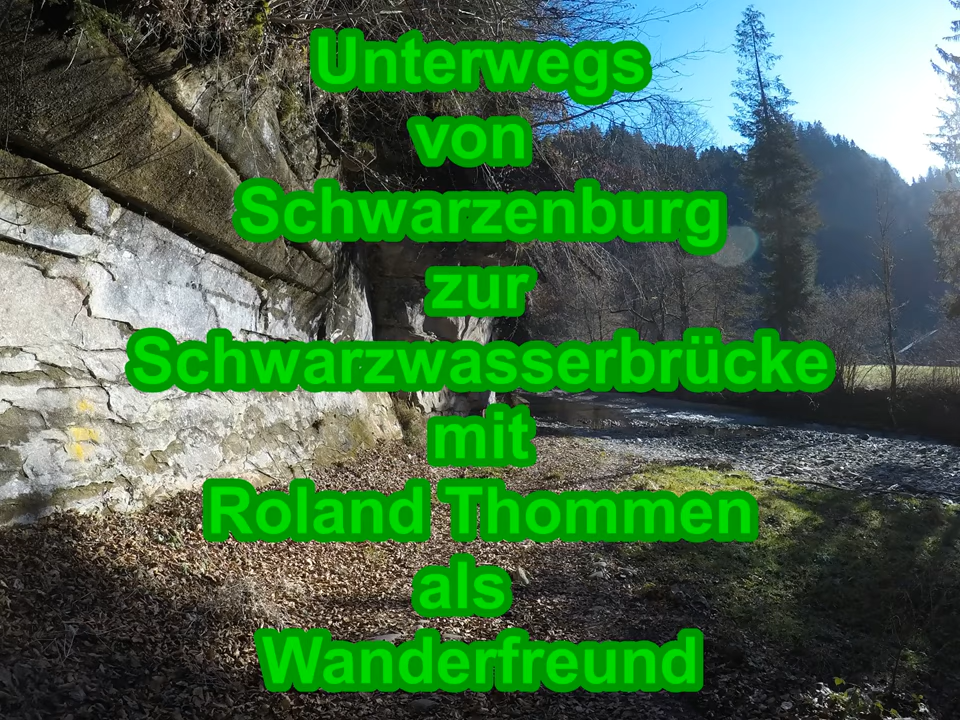 Unterwegs
von
Schwarzenburg
zur
Schwarzwasserbrücke
mit
Roland Thommen
als
Wanderfreund